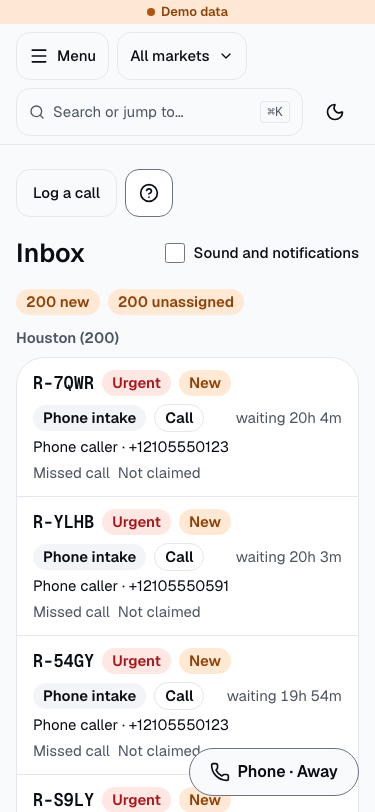 Demo data
Menu
All markets
Search or jump to…
⌘K
Log a call
Inbox
Sound and notifications
200 new
200 unassigned
Houston (200)
R-7QWR Urgent New
Phone intake Call waiting 20h 4m
Phone caller · +12105550123
Missed call Not claimed
R-YLHB Urgent New
Phone intake Call waiting 20h 3m
Phone caller · +12105550591
Missed call Not claimed
R-54GY Urgent New
Phone intake Call waiting 19h 54m
Phone caller · +12105550123
Missed call Not claimed
Phone · Away
R-S9LY Urgent New